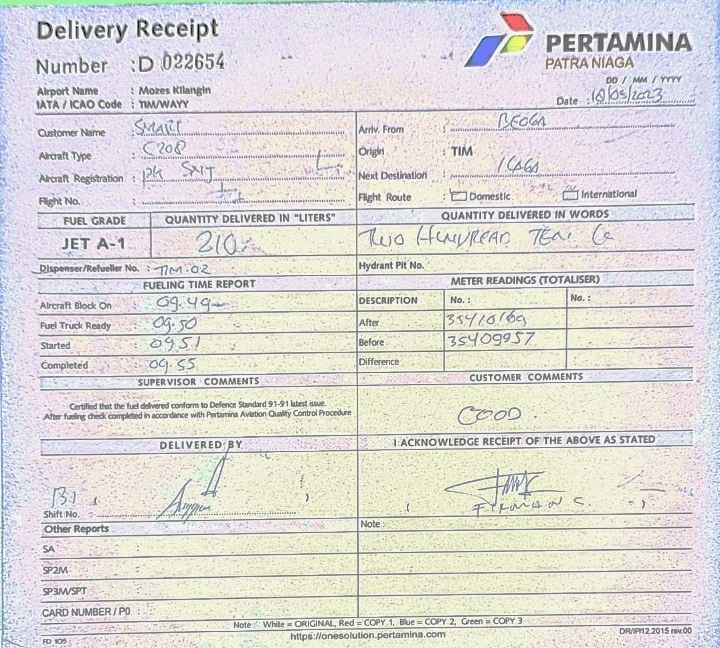 Delivery Receipt
Number : D 022654
PERTAMINA
PATRA NIAGA
Airport Name : Mozes Kilangin
IATA / ICAO Code : TIM/WAYY
DD / MM / YYYY
Date : 18/05/2023
Customer Name : SMART
Arriv. From : BEOGA
Aircraft Type : C208
Origin : TIM
Aircraft Registration : PK SNJ
Next Destination :
Flight No. :
Flight Route : Domestic International
FUEL GRADE QUANTITY DELIVERED IN "LITERS" QUANTITY DELIVERED IN WORDS
JET A-1 210 TWO HUNDREAD TEN
Dispenser/Refueller No. : TIM.02 Hydrant Pit No.
FUELING TIME REPORT METER READINGS (TOTALISER)
Aircraft Block On : 09.49 DESCRIPTION No. : No. :
Fuel Truck Ready : 09.50 After 35410169
Started : 09.51 Before 35409957
Completed : 09.55 Difference
SUPERVISOR COMMENTS CUSTOMER COMMENTS
Certified that the fuel delivered conform to Defence Standard 91-91 latest issue.
After fueling check completed in accordance with Pertamina Aviation Quality Control Procedure
GOOD
DELIVERED BY I ACKNOWLEDGE RECEIPT OF THE ABOVE AS STATED
FIRMAN S.
Shift No. ( ) ( )
Other Reports Note :
SA :
SP2M :
SP3M/SPT :
CARD NUMBER / P0 :
Note : White = ORIGINAL, Red = COPY 1, Blue = COPY 2, Green = COPY 3
https://onesolution.pertamina.com
FD 105
DR/IP12.2015 rev.00